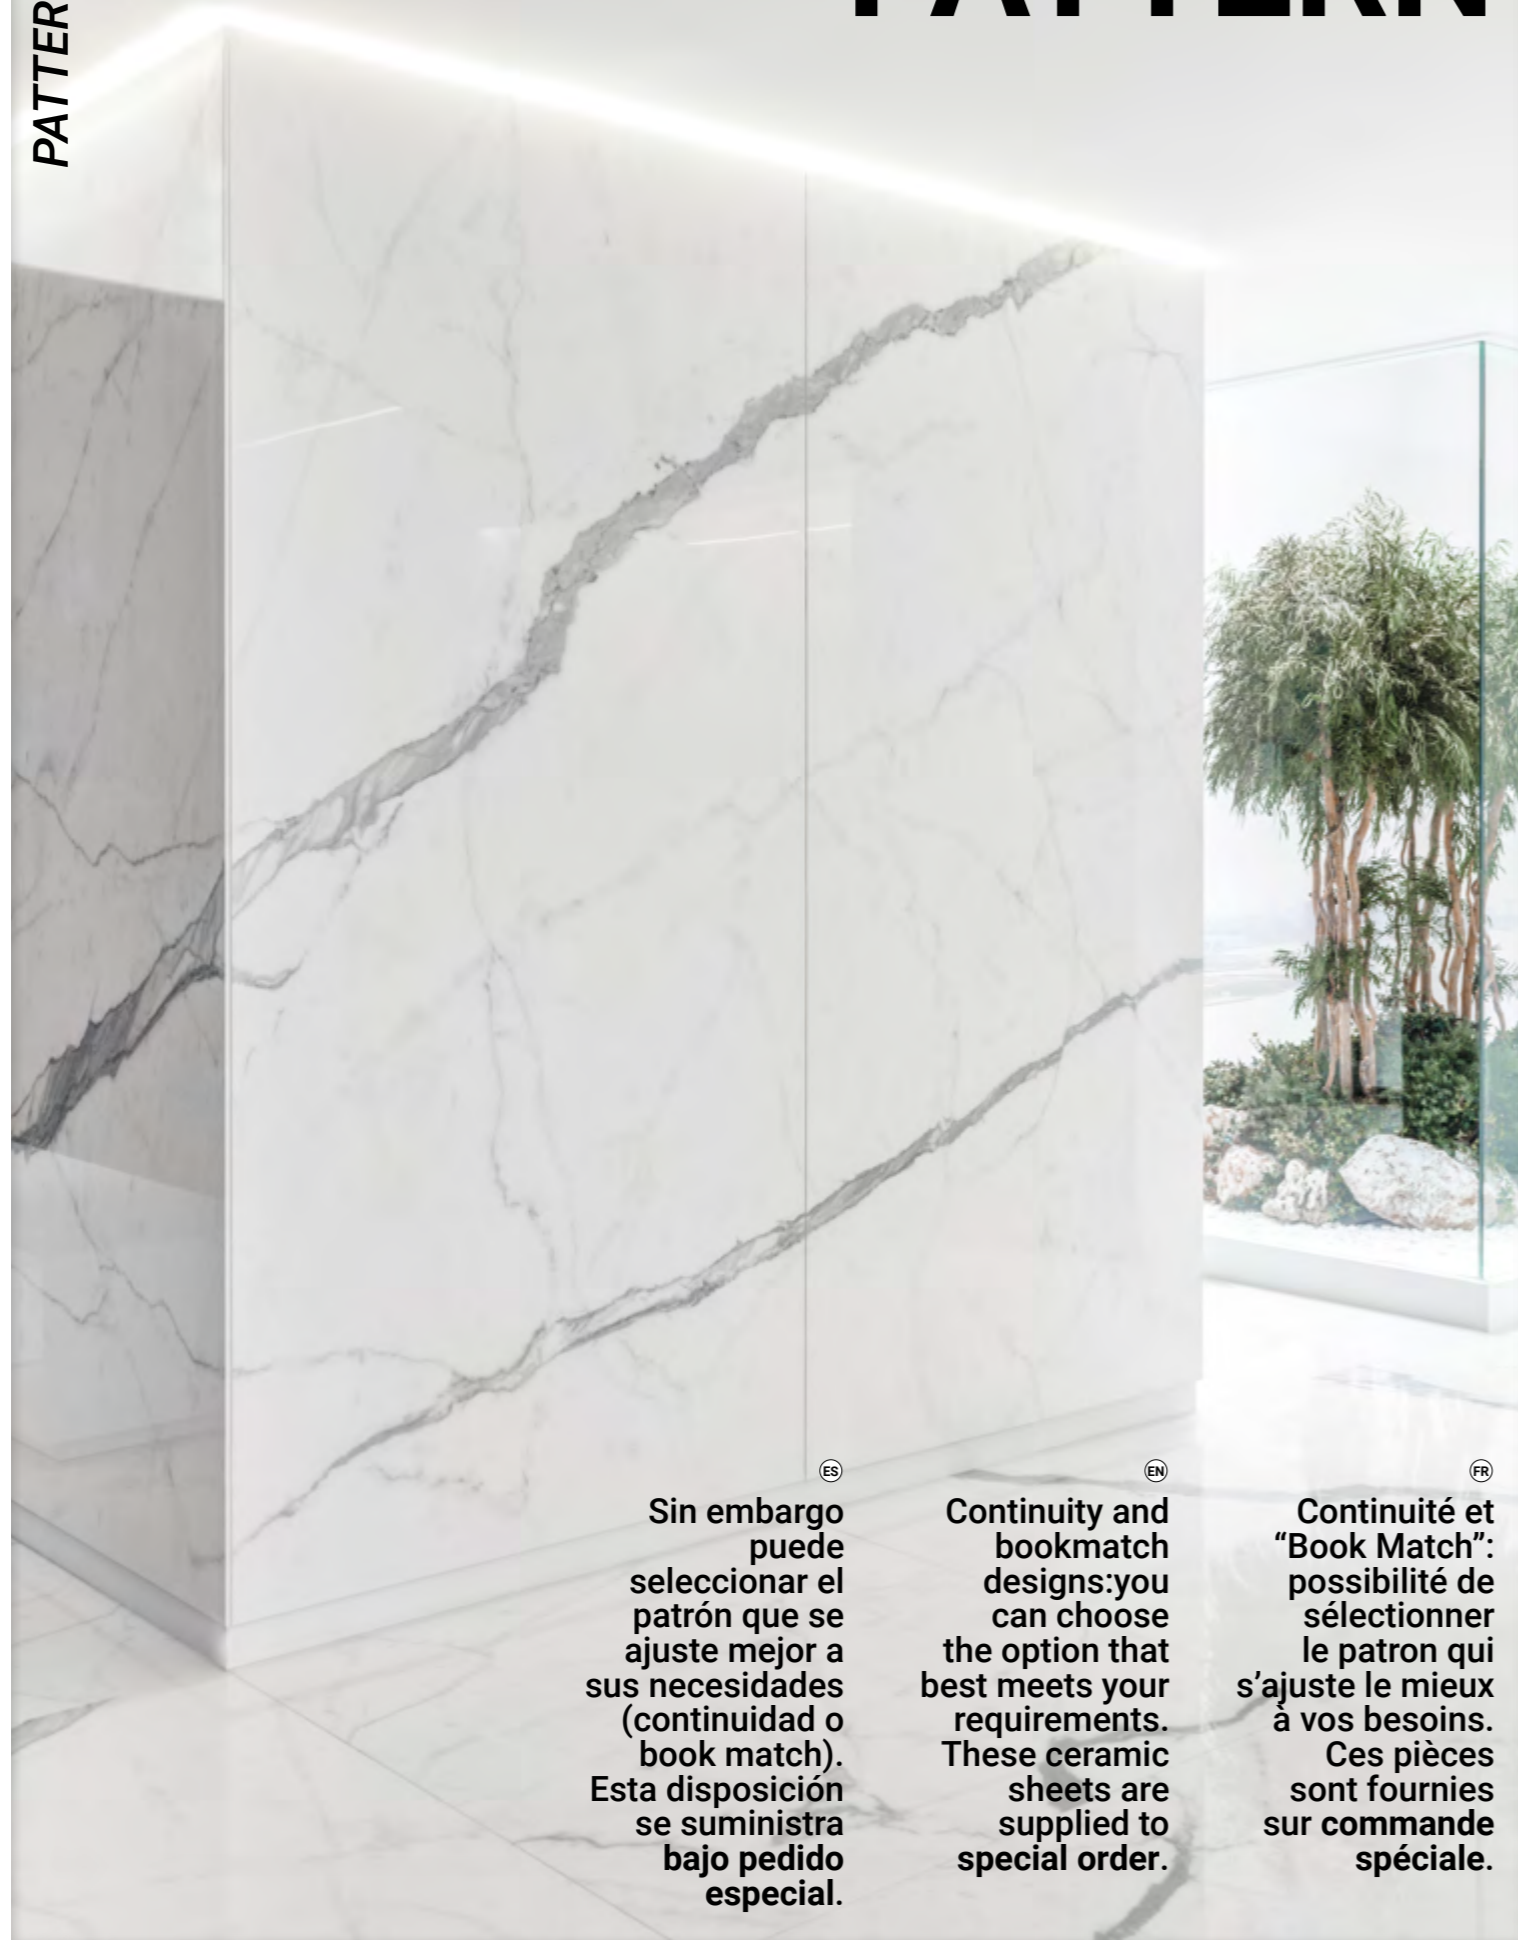 PATTERN
PATTER
ES
Sin embargo
puede
seleccionar el
patrón que se
ajuste mejor a
sus necesidades
(continuidad o
book match).
Esta disposición
se suministra
bajo pedido
especial.
EN
Continuity and
bookmatch
designs:you
can choose
the option that
best meets your
requirements.
These ceramic
sheets are
supplied to
special order.
FR
Continuité et
“Book Match”:
possibilité de
sélectionner
le patron qui
s’ajuste le mieux
à vos besoins.
Ces pièces
sont fournies
sur commande
spéciale.